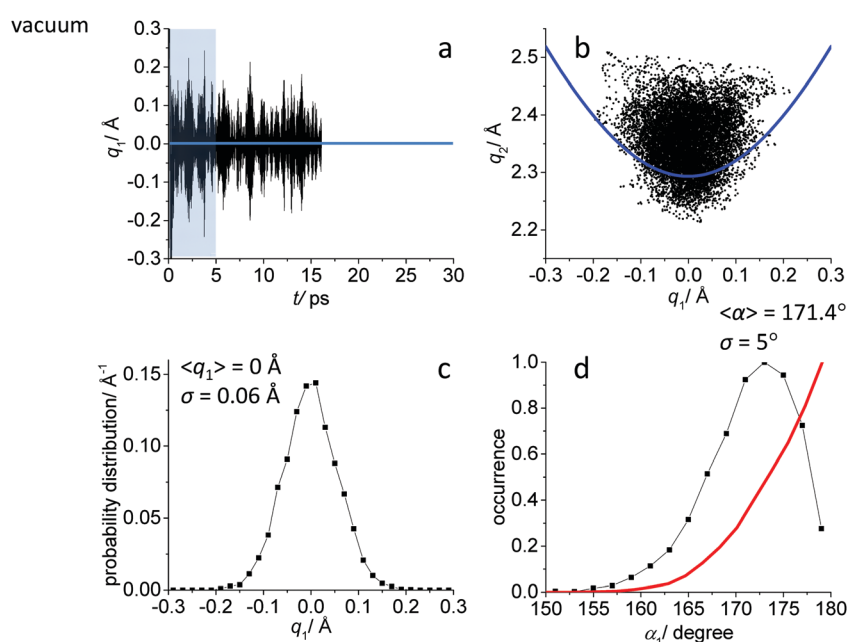 vacuum
a
0.3
0.2
0.1
0.0
-0.1
-0.2
-0.3
q₁/ Å
0 5 10 15 20 25 30
t/ ps
b
2.5
2.4
2.3
2.2
q₂/ Å
-0.3 -0.2 -0.1 0.0 0.1 0.2 0.3
q₁/ Å
<α> = 171.4°
σ = 5°
c
<q₁> = 0 Å
σ = 0.06 Å
0.15
0.10
0.05
0.00
probability distribution/ Å⁻¹
-0.3 -0.2 -0.1 0.0 0.1 0.2 0.3
q₁/ Å
d
1.0
0.8
0.6
0.4
0.2
0.0
occurrence
150 155 160 165 170 175 180
α₁/ degree